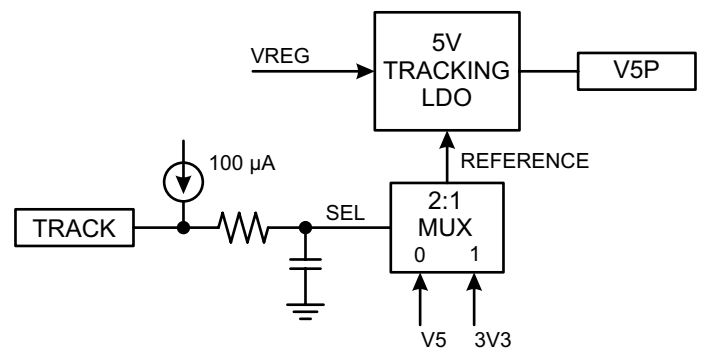 5V
TRACKING
LDO
VREG
V5P
REFERENCE
100 µA
TRACK
SEL
2:1
MUX
0 1
V5 3V3